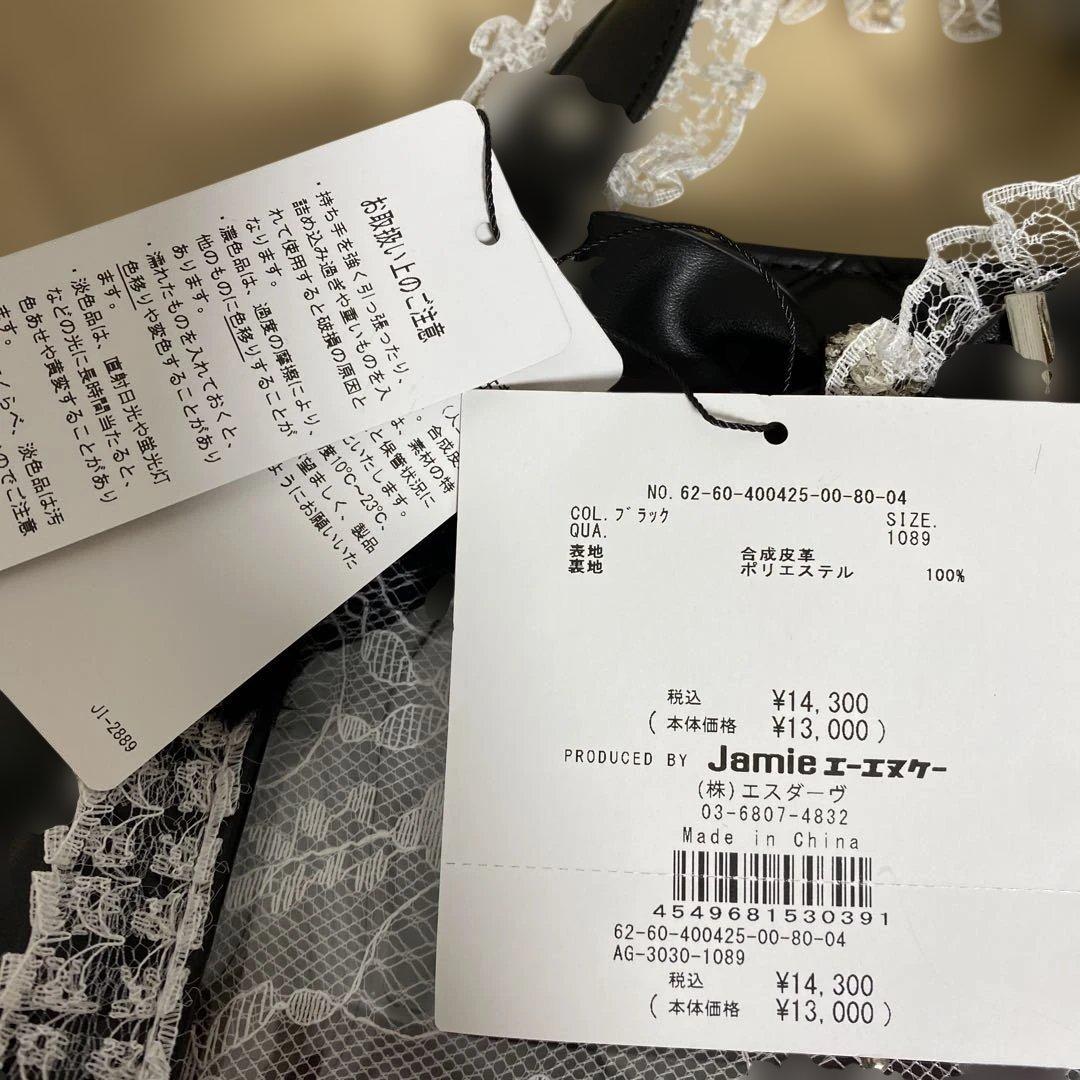 お取扱い上のご注意
・持ち手を強く引っ張ったり、
詰め込み過ぎや重いものを入
れて使用すると破損の原因と
なります。
・濃色品は、過度の摩擦により、
他のものに色移りすることが
あります。
・濡れたものを入れておくと、
色移りや変色することがあり
ます。
・淡色品は、直射日光や蛍光灯
などの光に長時間当たると、
色あせや黄変することがあり
ます。
くらべ、淡色品は汚
のでご注意
合成皮
は、素材の特
と保管状況に
いいたします。
度10℃〜23℃、
望ましく、製品
ようにお願いいた
JI-2889
NO. 62-60-400425-00-80-04
COL. ブラック
SIZE.
QUA.
1089
表地 合成皮革
裏地 ポリエステル 100%
税込 ¥14,300
(本体価格 ¥13,000)
PRODUCED BY Jamieエーエヌケー
(株)エスダーヴ
03-6807-4832
Made in China
4549681530391
62-60-400425-00-80-04
AG-3030-1089
税込 ¥14,300
(本体価格 ¥13,000)